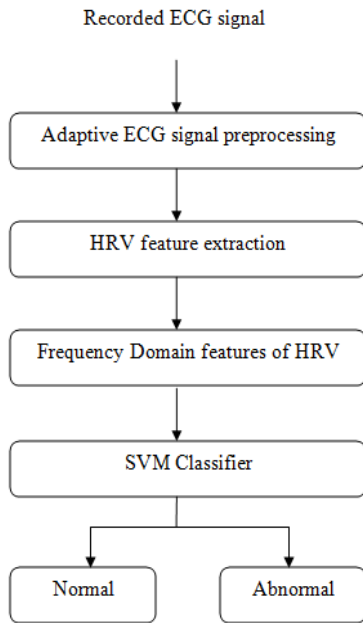 Recorded ECG signal
Adaptive ECG signal preprocessing
HRV feature extraction
Frequency Domain features of HRV
SVM Classifier
Normal
Abnormal